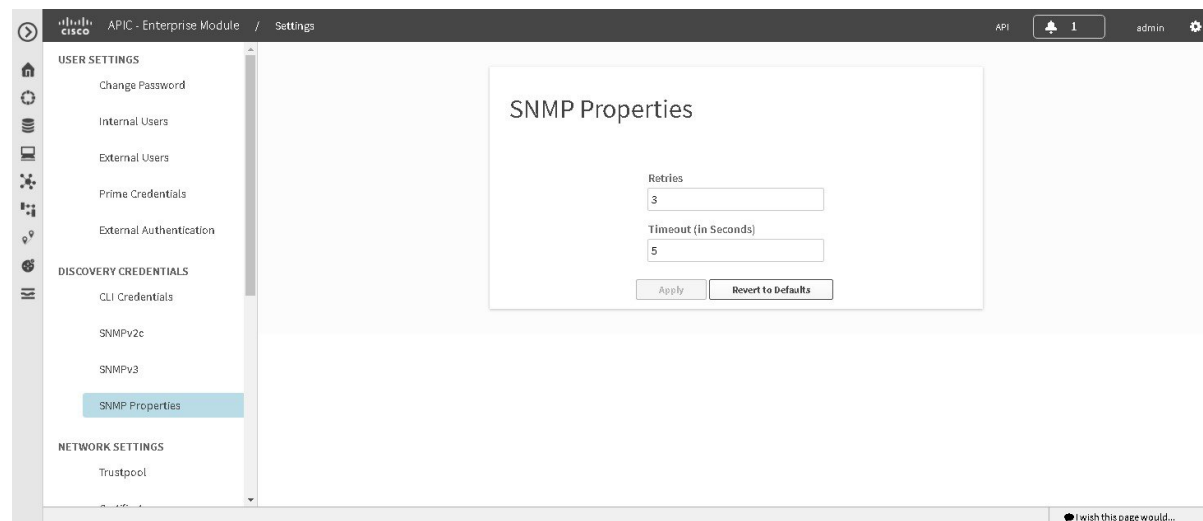 cisco APIC - Enterprise Module / Settings API 1 admin
USER SETTINGS
Change Password
Internal Users
External Users
Prime Credentials
External Authentication
DISCOVERY CREDENTIALS
CLI Credentials
SNMPv2c
SNMPv3
SNMP Properties
NETWORK SETTINGS
Trustpool
SNMP Properties
Retries
3
Timeout (in Seconds)
5
Apply Revert to Defaults
I wish this page would...